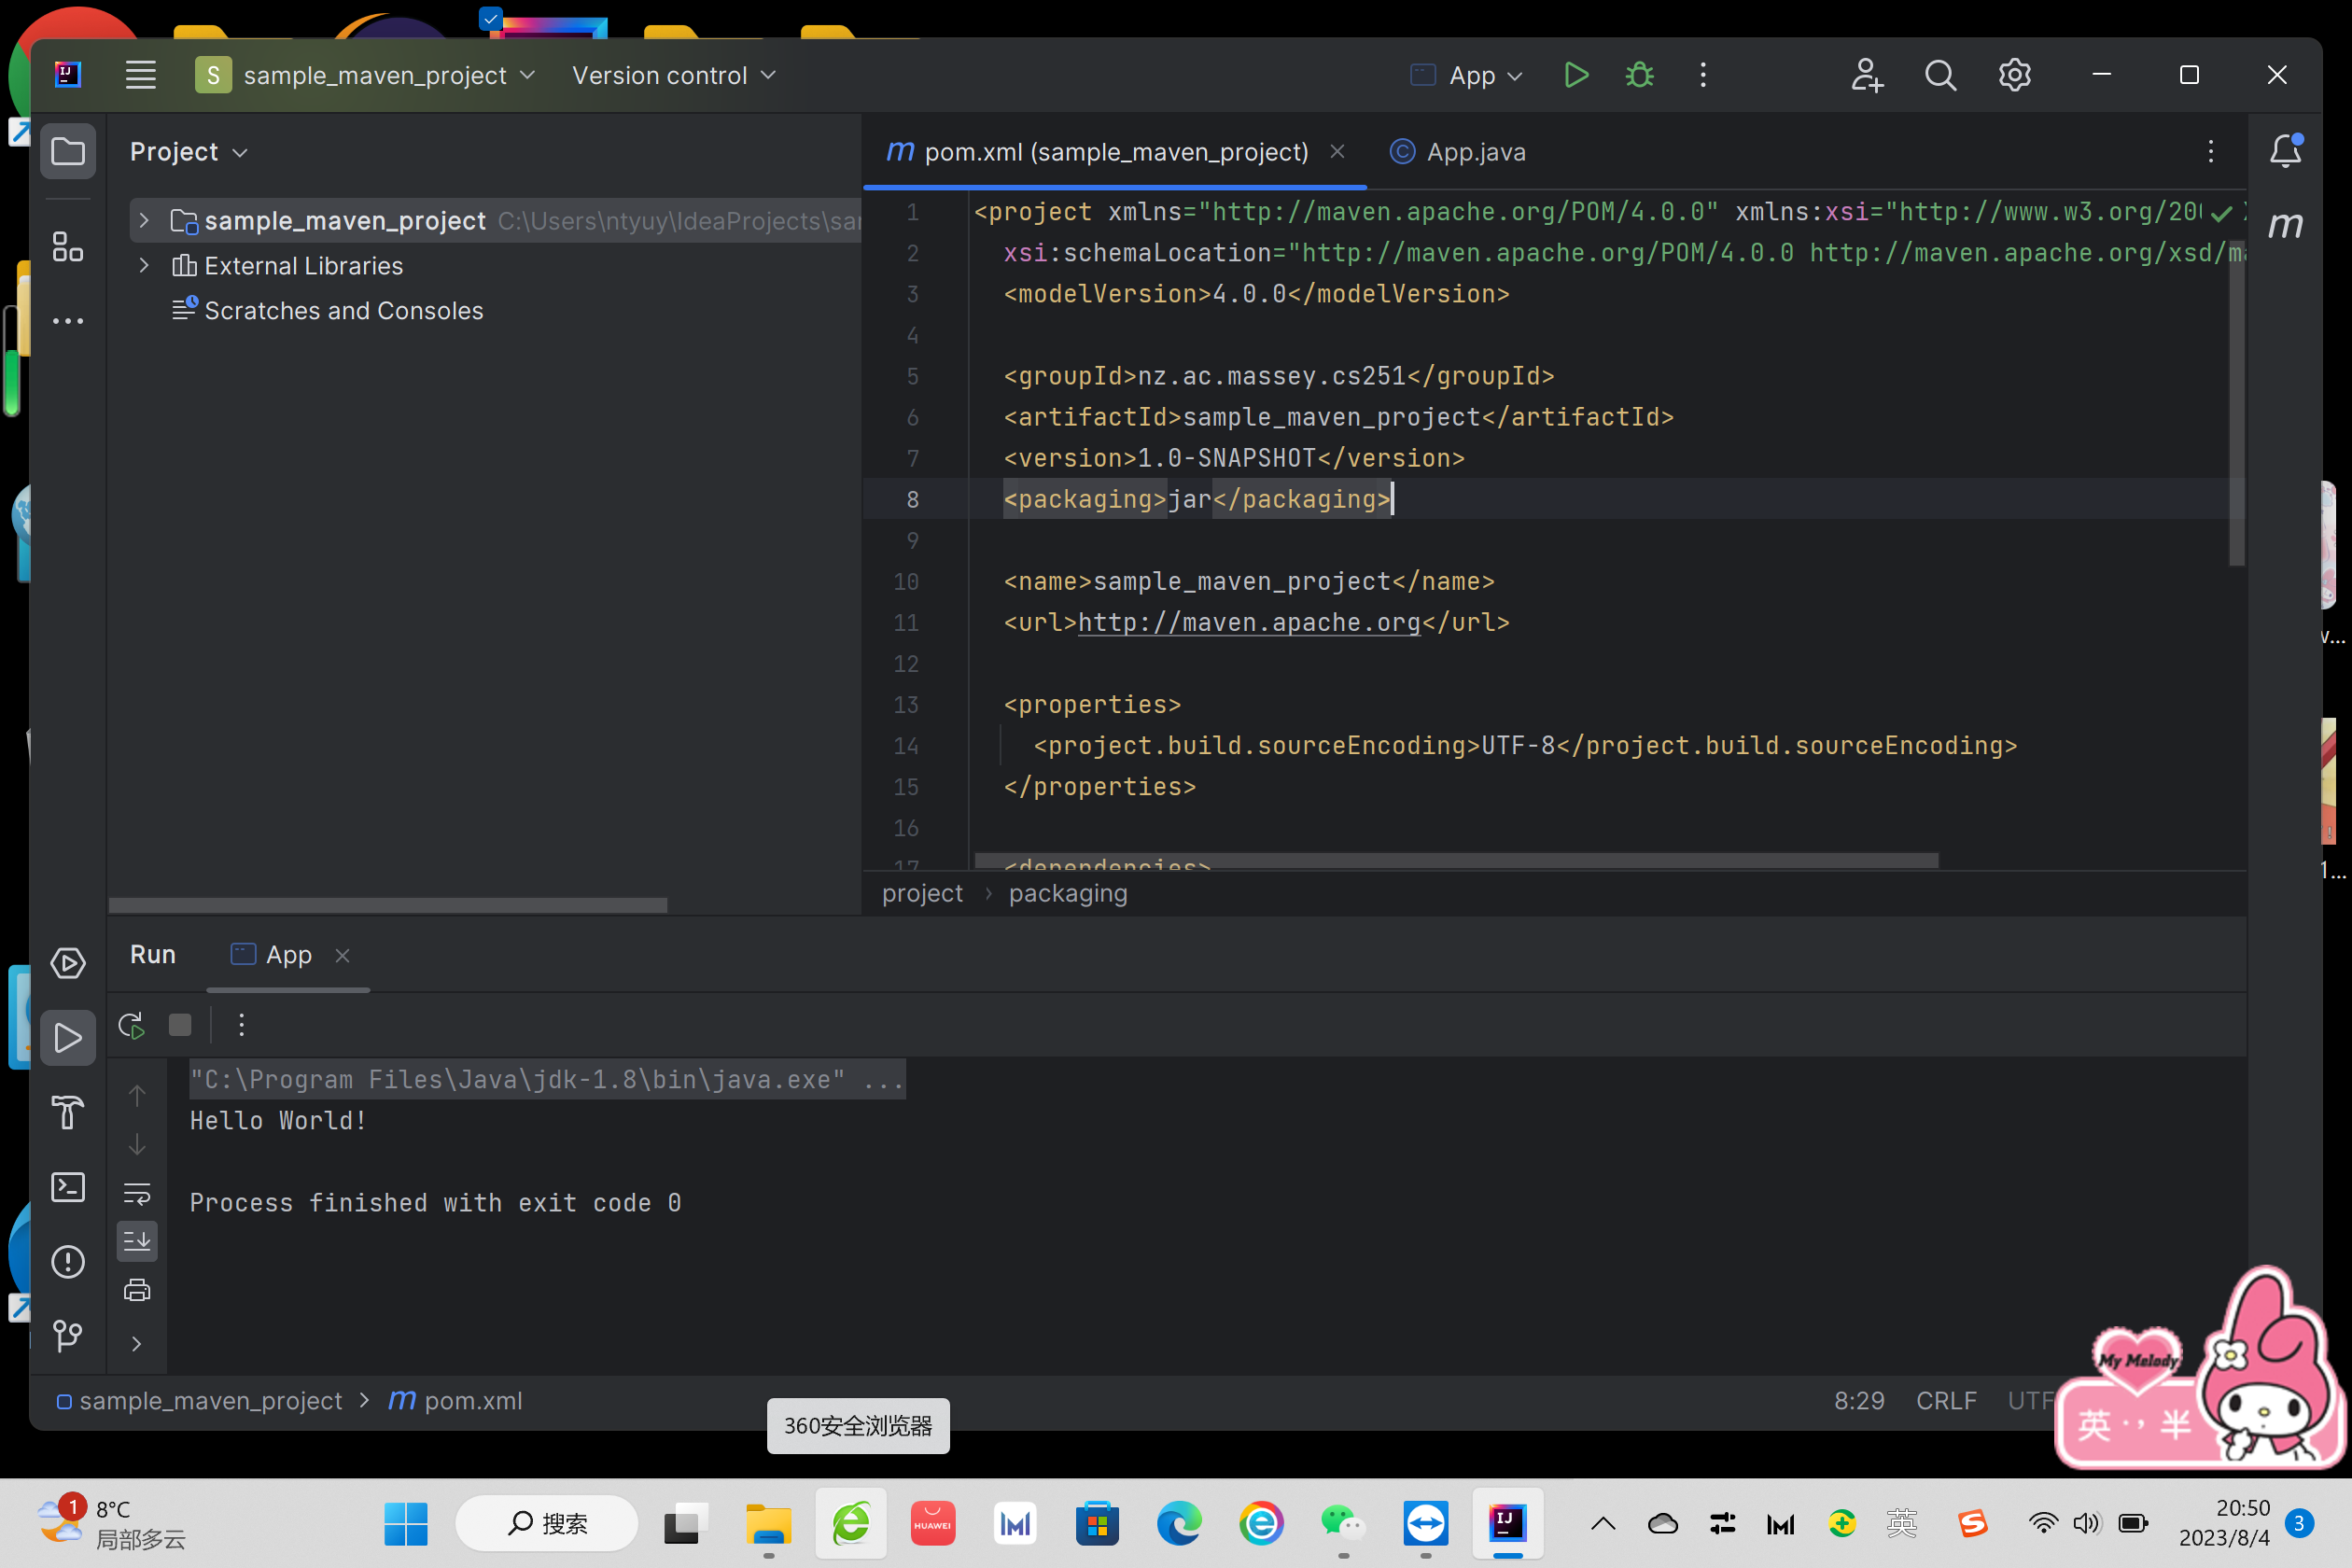 S sample_maven_project Version control App
Project
pom.xml (sample_maven_project) App.java
sample_maven_project C:\Users\ntyuy\IdeaProjects\sa
External Libraries
Scratches and Consoles
1 <project xmlns="http://maven.apache.org/POM/4.0.0" xmlns:xsi="http://www.w3.org/20
2 xsi:schemaLocation="http://maven.apache.org/POM/4.0.0 http://maven.apache.org/xsd/m
3 <modelVersion>4.0.0</modelVersion>
4
5 <groupId>nz.ac.massey.cs251</groupId>
6 <artifactId>sample_maven_project</artifactId>
7 <version>1.0-SNAPSHOT</version>
8 <packaging>jar</packaging>
9
10 <name>sample_maven_project</name>
11 <url>http://maven.apache.org</url>
12
13 <properties>
14 <project.build.sourceEncoding>UTF-8</project.build.sourceEncoding>
15 </properties>
16
17 <dependencies>
project › packaging
Run App
"C:\Program Files\Java\jdk-1.8\bin\java.exe" ...
Hello World!
Process finished with exit code 0
sample_maven_project > pom.xml
8:29 CRLF UTF
My Melody
英 ·, 半
360安全浏览器
1 8°C
局部多云
搜索
HUAWEI
英
20:50
2023/8/4
3